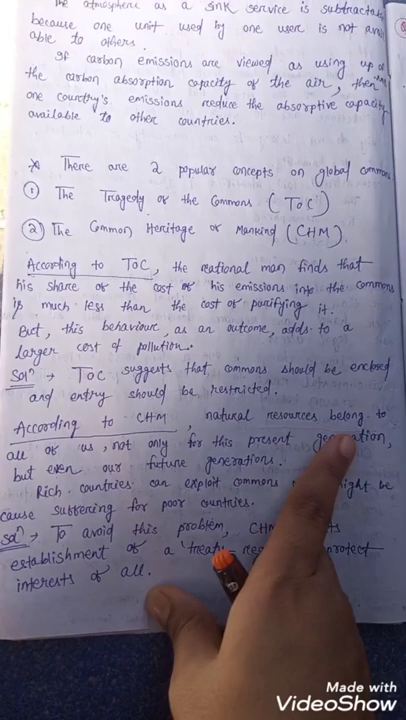 The atmosphere as a sink service is subtractable
because one unit used by one user is not avail
able to others.
If carbon emissions are viewed as using up of
the carbon absorption capacity of the air, then
one country's emissions reduce the absorptive capacity
available to other countries.
* There are 2 popular concepts on global commons
① The Tragedy of the Commons (ToC)
② The Common Heritage of Mankind (CHM)
According to ToC, the rational man finds that
his share of the cost of his emissions into the commons
is much less than the cost of purifying it.
But, this behaviour, as an outcome, adds to a
larger cost of pollution.
Solⁿ → ToC suggests that commons should be enclosed
and entry should be restricted.
According to CHM, natural resources belong to
all of us, not only for this present generation,
but even our future generations.
Rich countries can exploit commons might be
cause suffering for poor countries.
Solⁿ → To avoid this problem, CHM
establishment of a protect
interests of all.
Made with
VideoShow